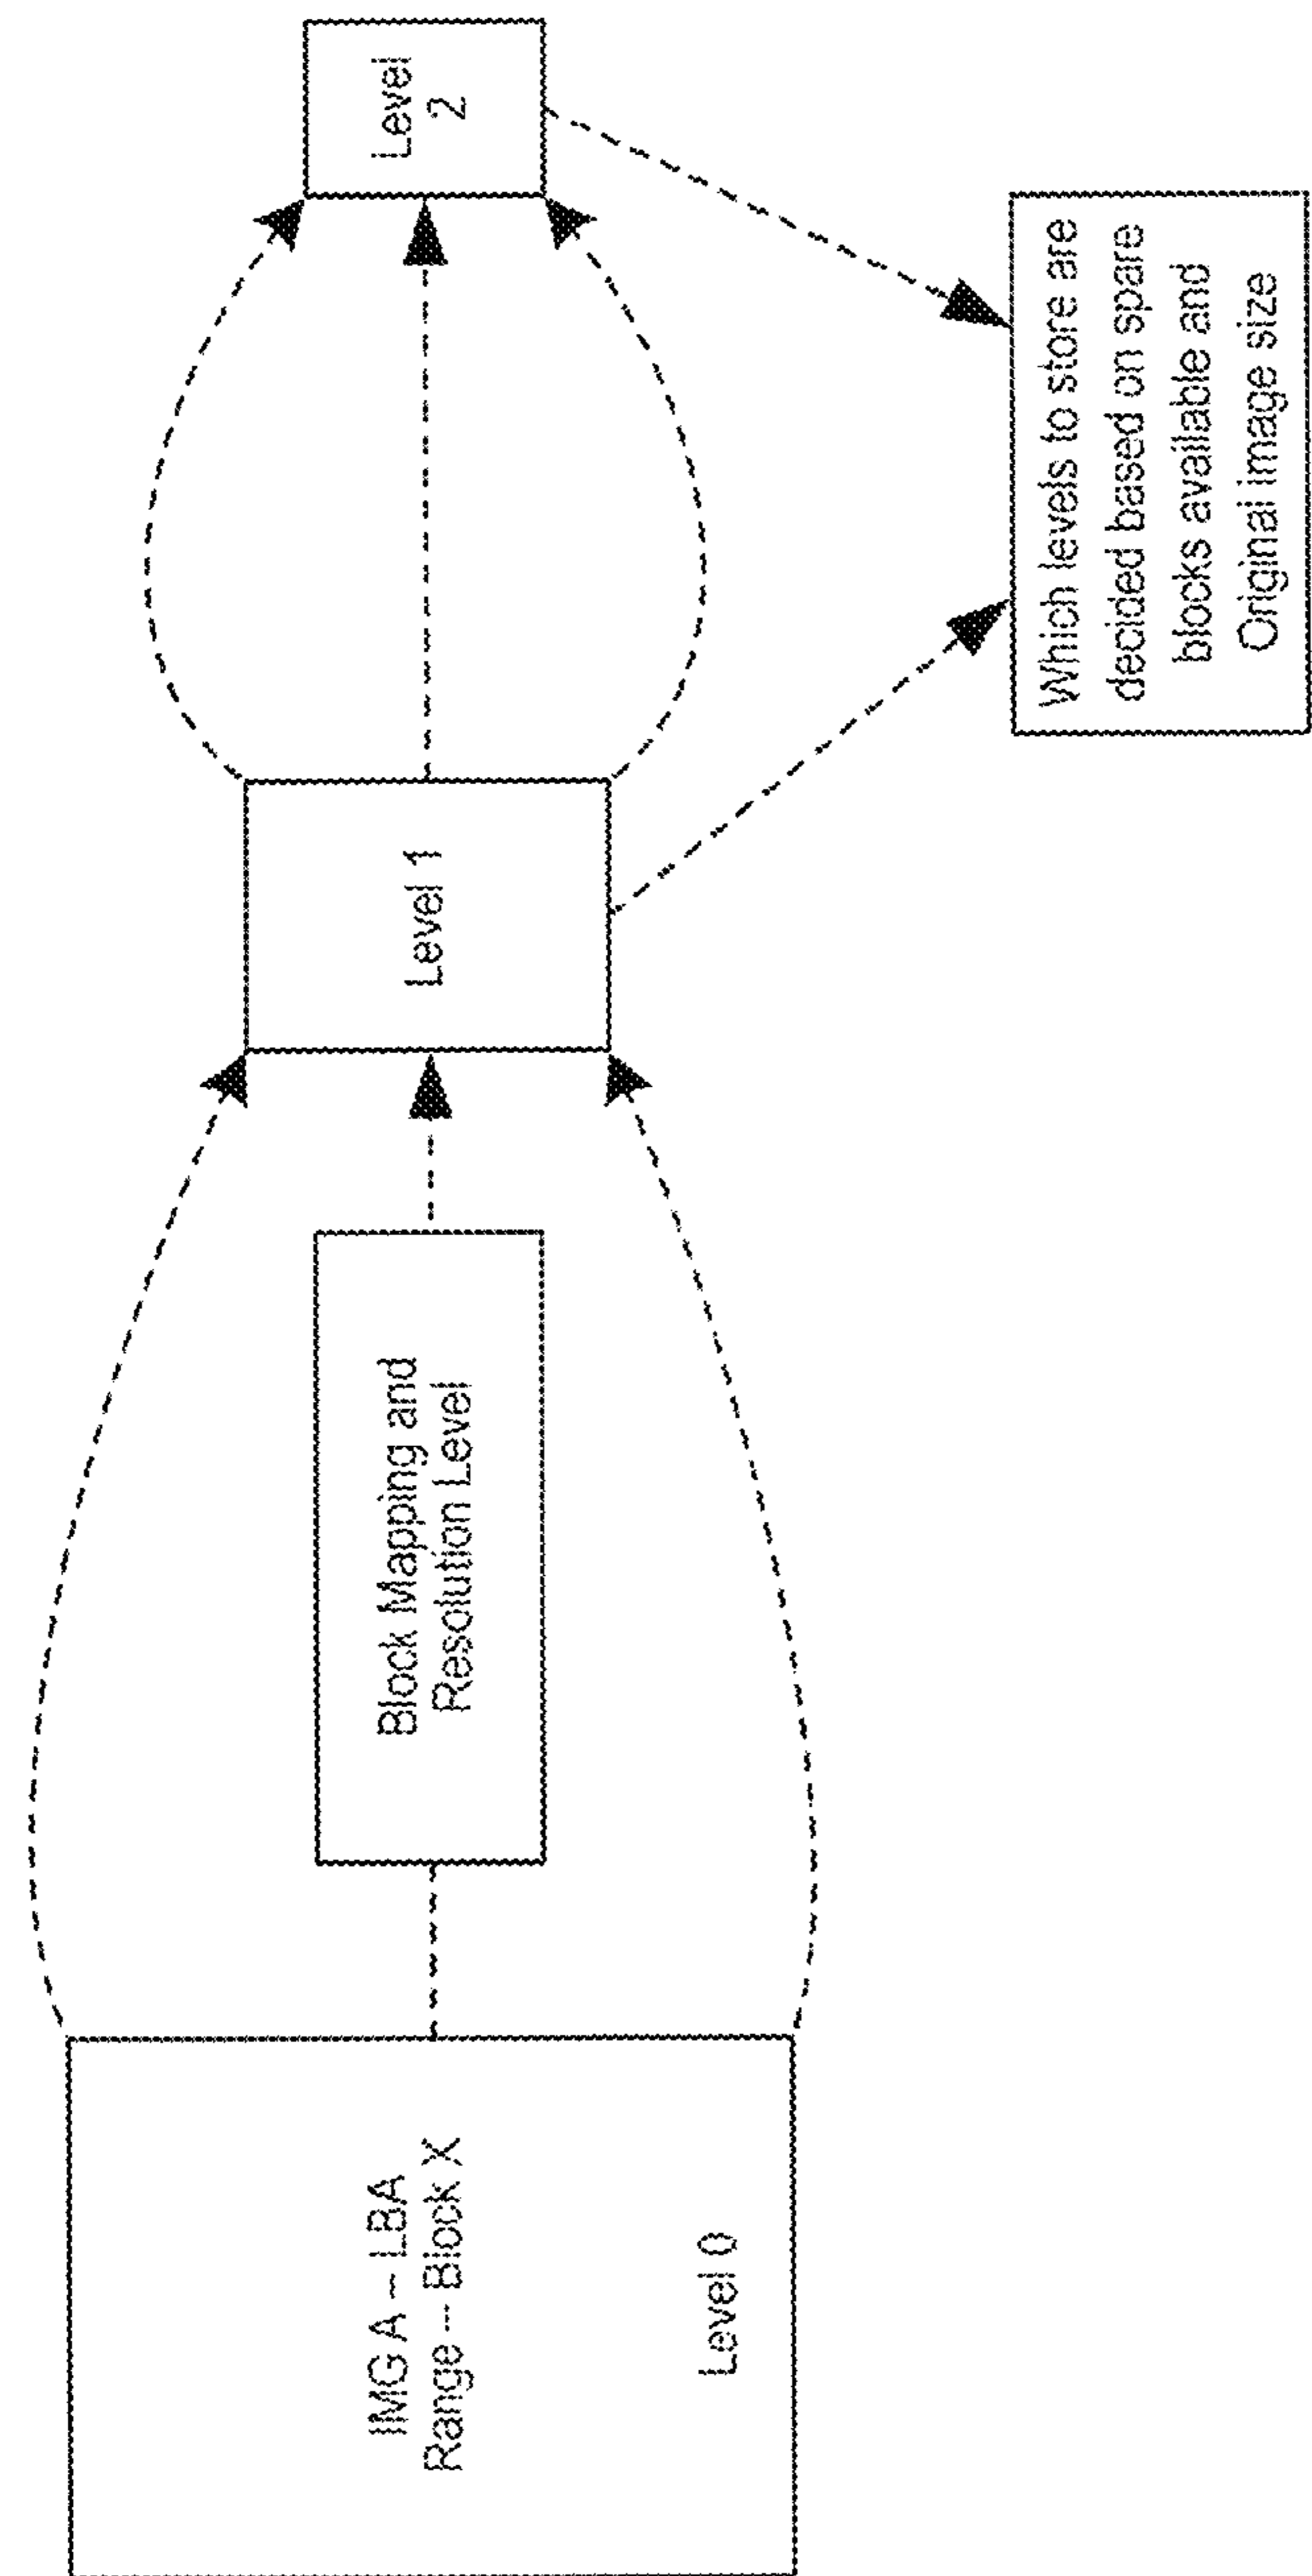 IMG A – LBA
Range – Block X
Level 0
Block Mapping and
Resolution Level
Level 1
Level
2
Which levels to store are
decided based on spare
blocks available and
Original image size